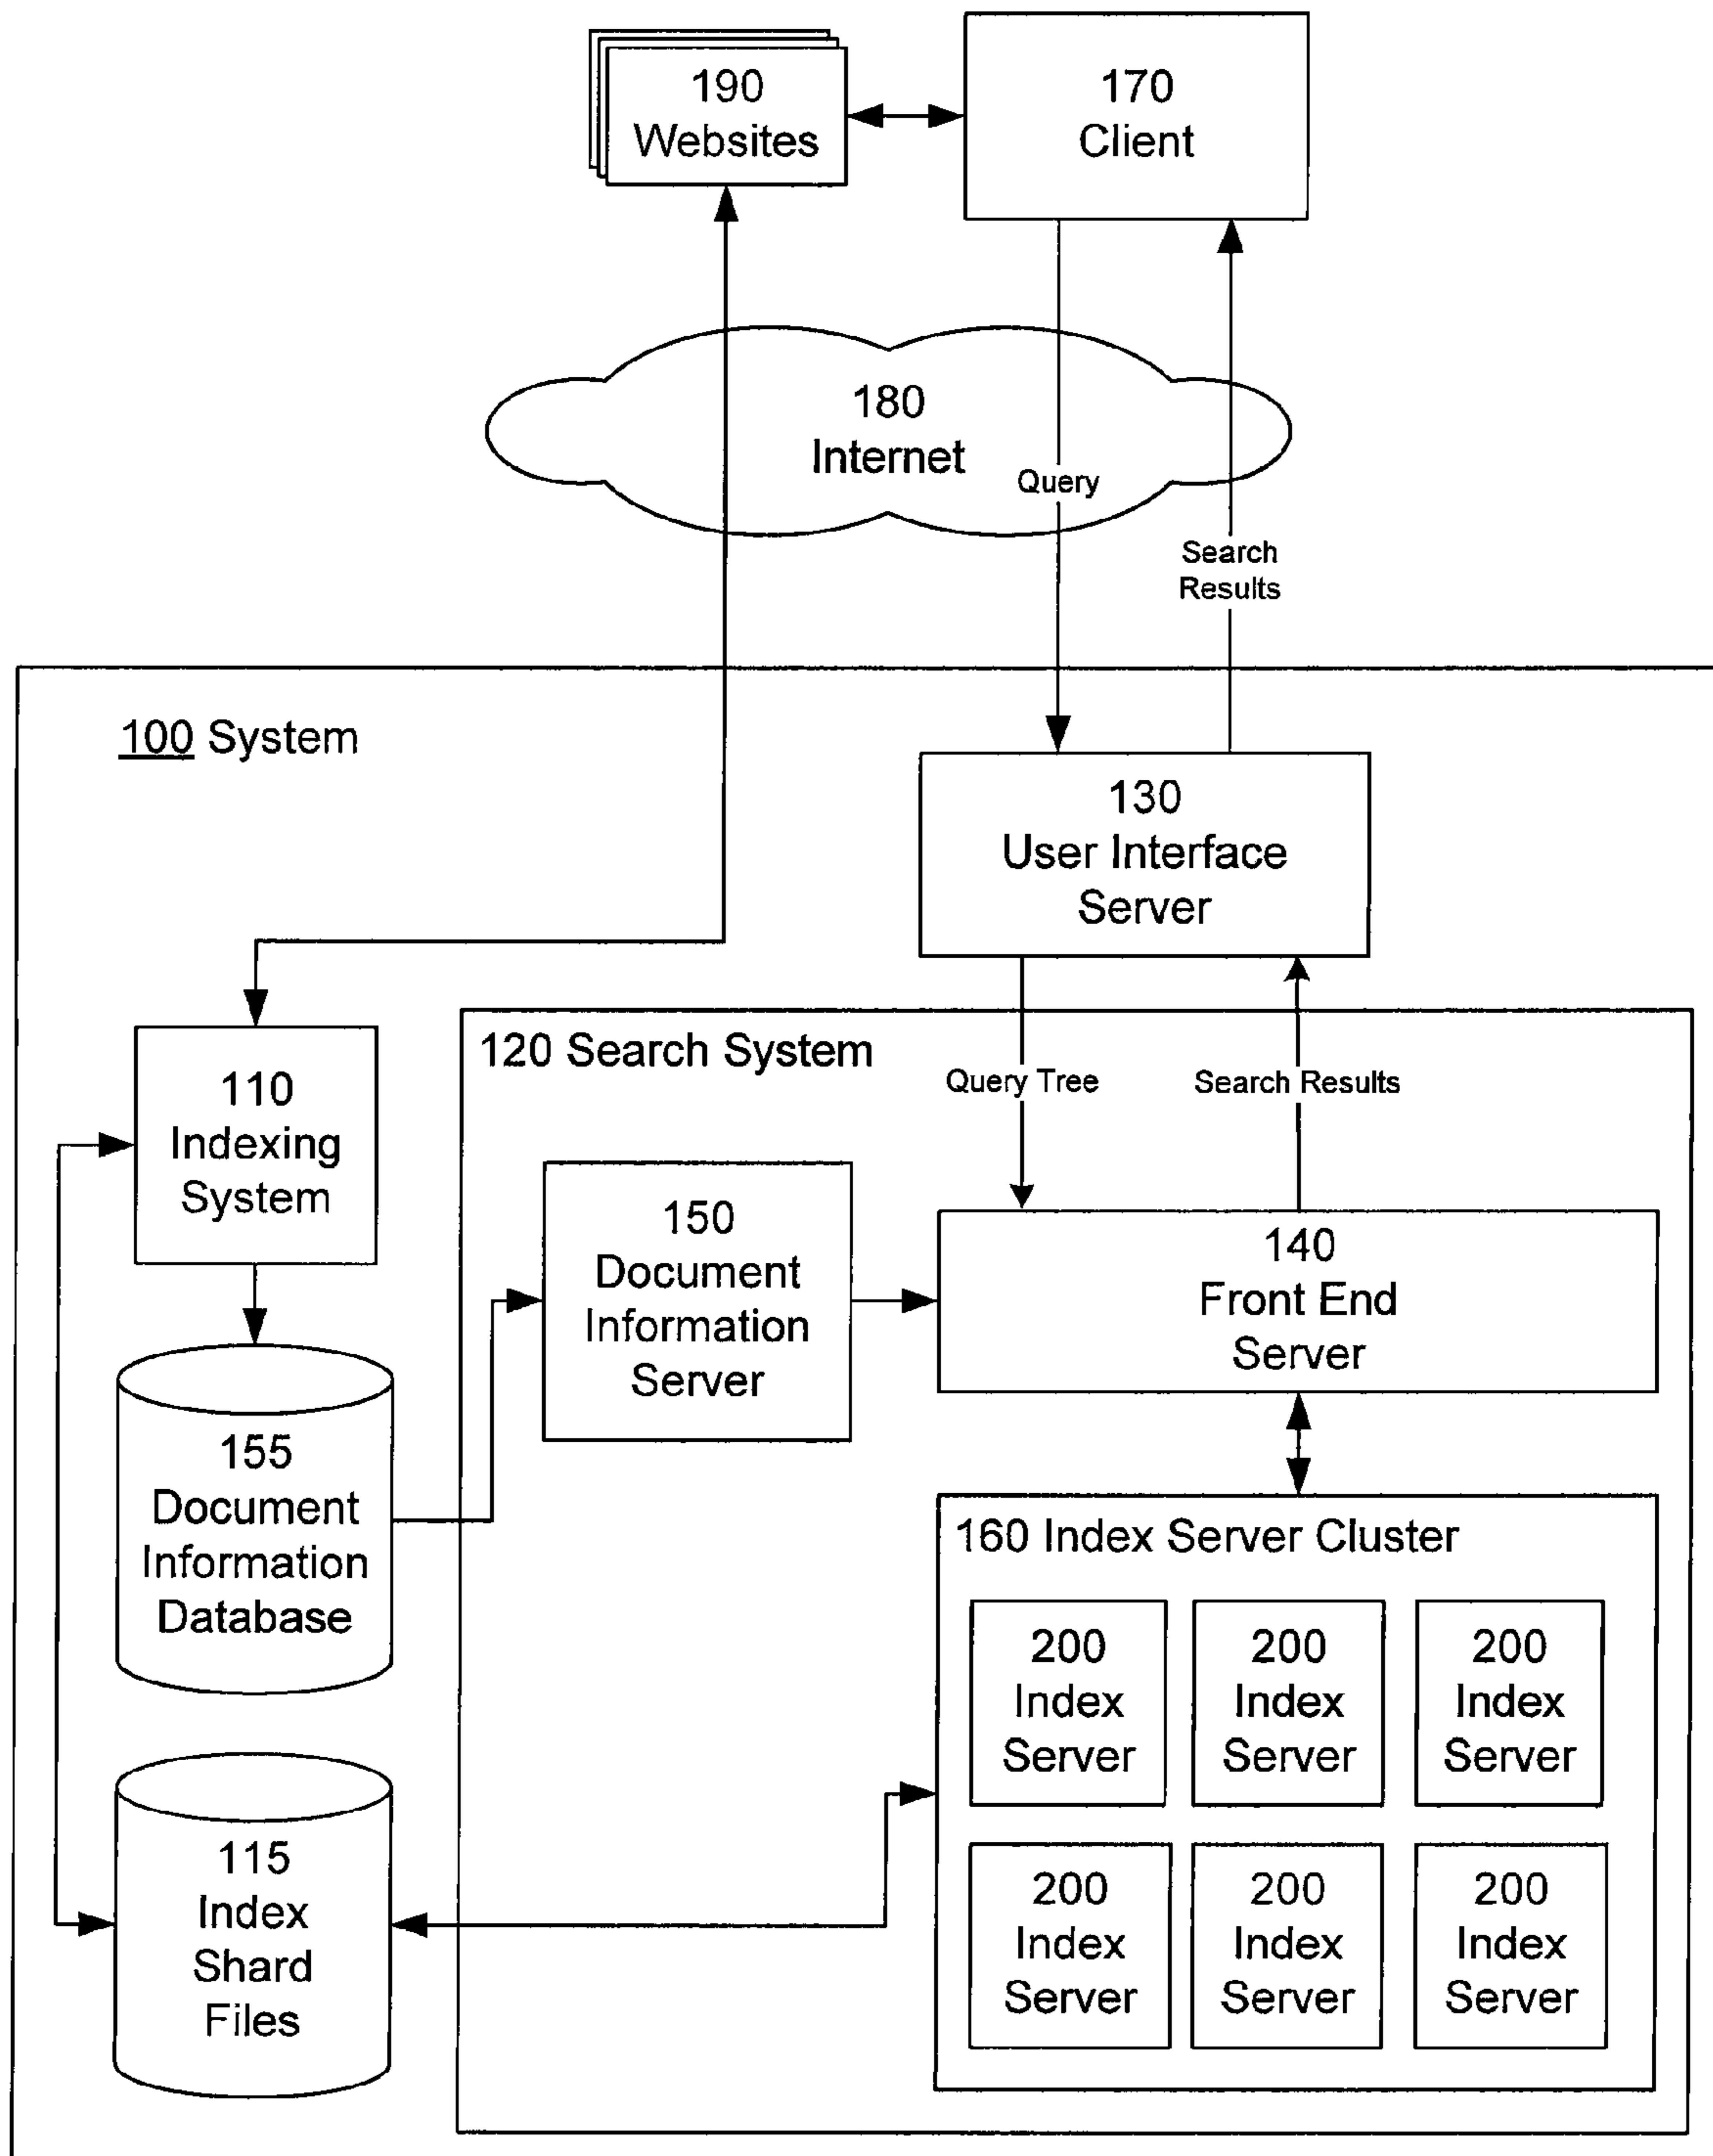 190
Websites
170
Client
180
Internet
Query
Search
Results
100 System
130
User Interface
Server
120 Search System
Query Tree
Search Results
110
Indexing
System
150
Document
Information
Server
140
Front End
Server
155
Document
Information
Database
160 Index Server Cluster
200
Index
Server
200
Index
Server
200
Index
Server
115
Index
Shard
Files
200
Index
Server
200
Index
Server
200
Index
Server